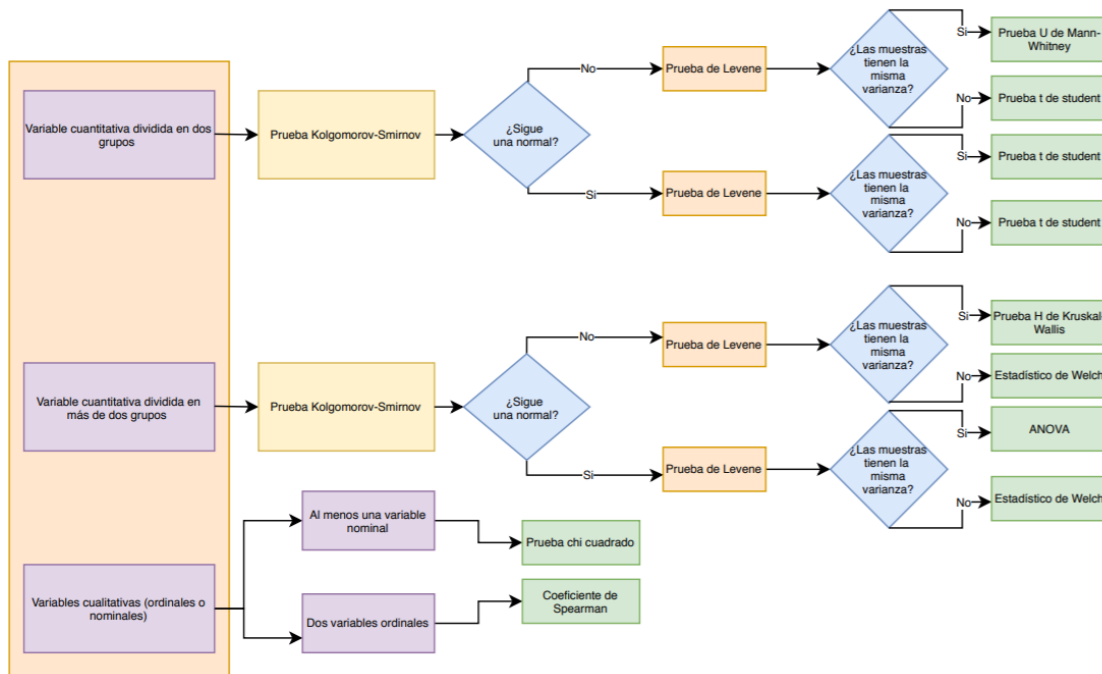 Variable cuantitativa dividida en dos
grupos
Prueba Kolgomorov-Smirnov
¿Sigue
una normal?
No
Prueba de Levene
¿Las muestras
tienen la
misma
varianza?
Si
Prueba U de Mann-
Whitney
No
Prueba t de student
Si
Prueba de Levene
¿Las muestras
tienen la
misma
varianza?
Si
Prueba t de student
No
Prueba t de student
Variable cuantitativa dividida en
más de dos grupos
Prueba Kolgomorov-Smirnov
¿Sigue
una normal?
No
Prueba de Levene
¿Las muestras
tienen la
misma
varianza?
Si
Prueba H de Kruskal-
Wallis
No
Estadístico de Welch
Si
Prueba de Levene
¿Las muestras
tienen la
misma
varianza?
Si
ANOVA
No
Estadístico de Welch
Variables cualitativas (ordinales o
nominales)
Al menos una variable
nominal
Prueba chi cuadrado
Dos variables ordinales
Coeficiente de
Spearman